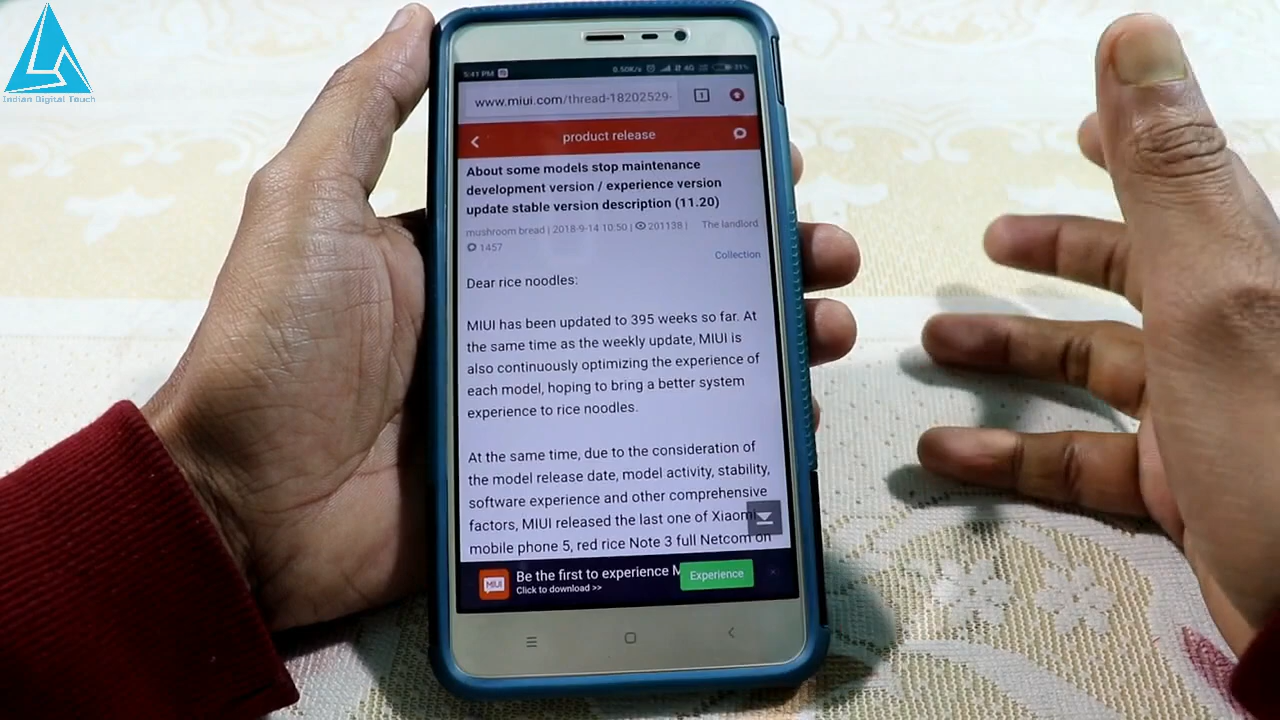 Indian Digital Touch
5:41 PM
0.50K/s 4G 31%
www.miui.com/thread-18202529-
1
product release
About some models stop maintenance
development version / experience version
update stable version description (11.20)
mushroom bread | 2018-9-14 10:50 | 201138 | The landlord
1457
Collection
Dear rice noodles:
MIUI has been updated to 395 weeks so far. At
the same time as the weekly update, MIUI is
also continuously optimizing the experience of
each model, hoping to bring a better system
experience to rice noodles.
At the same time, due to the consideration of
the model release date, model activity, stability,
software experience and other comprehensive
factors, MIUI released the last one of Xiaomi
mobile phone 5, red rice Note 3 full Netcom on
MIUI
Be the first to experience M
Experience
Click to download >>